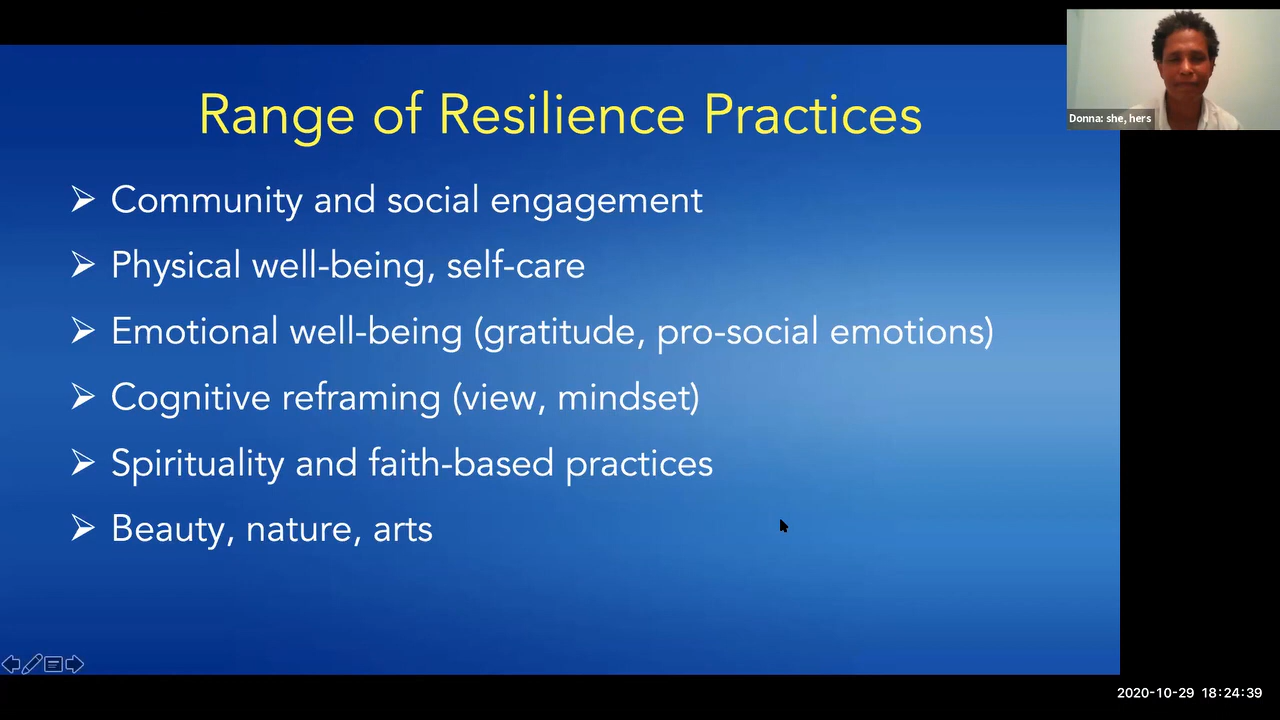 Range of Resilience Practices
Donna: she, hers
➢ Community and social engagement
➢ Physical well-being, self-care
➢ Emotional well-being (gratitude, pro-social emotions)
➢ Cognitive reframing (view, mindset)
➢ Spirituality and faith-based practices
➢ Beauty, nature, arts
2020-10-29 18:24:39